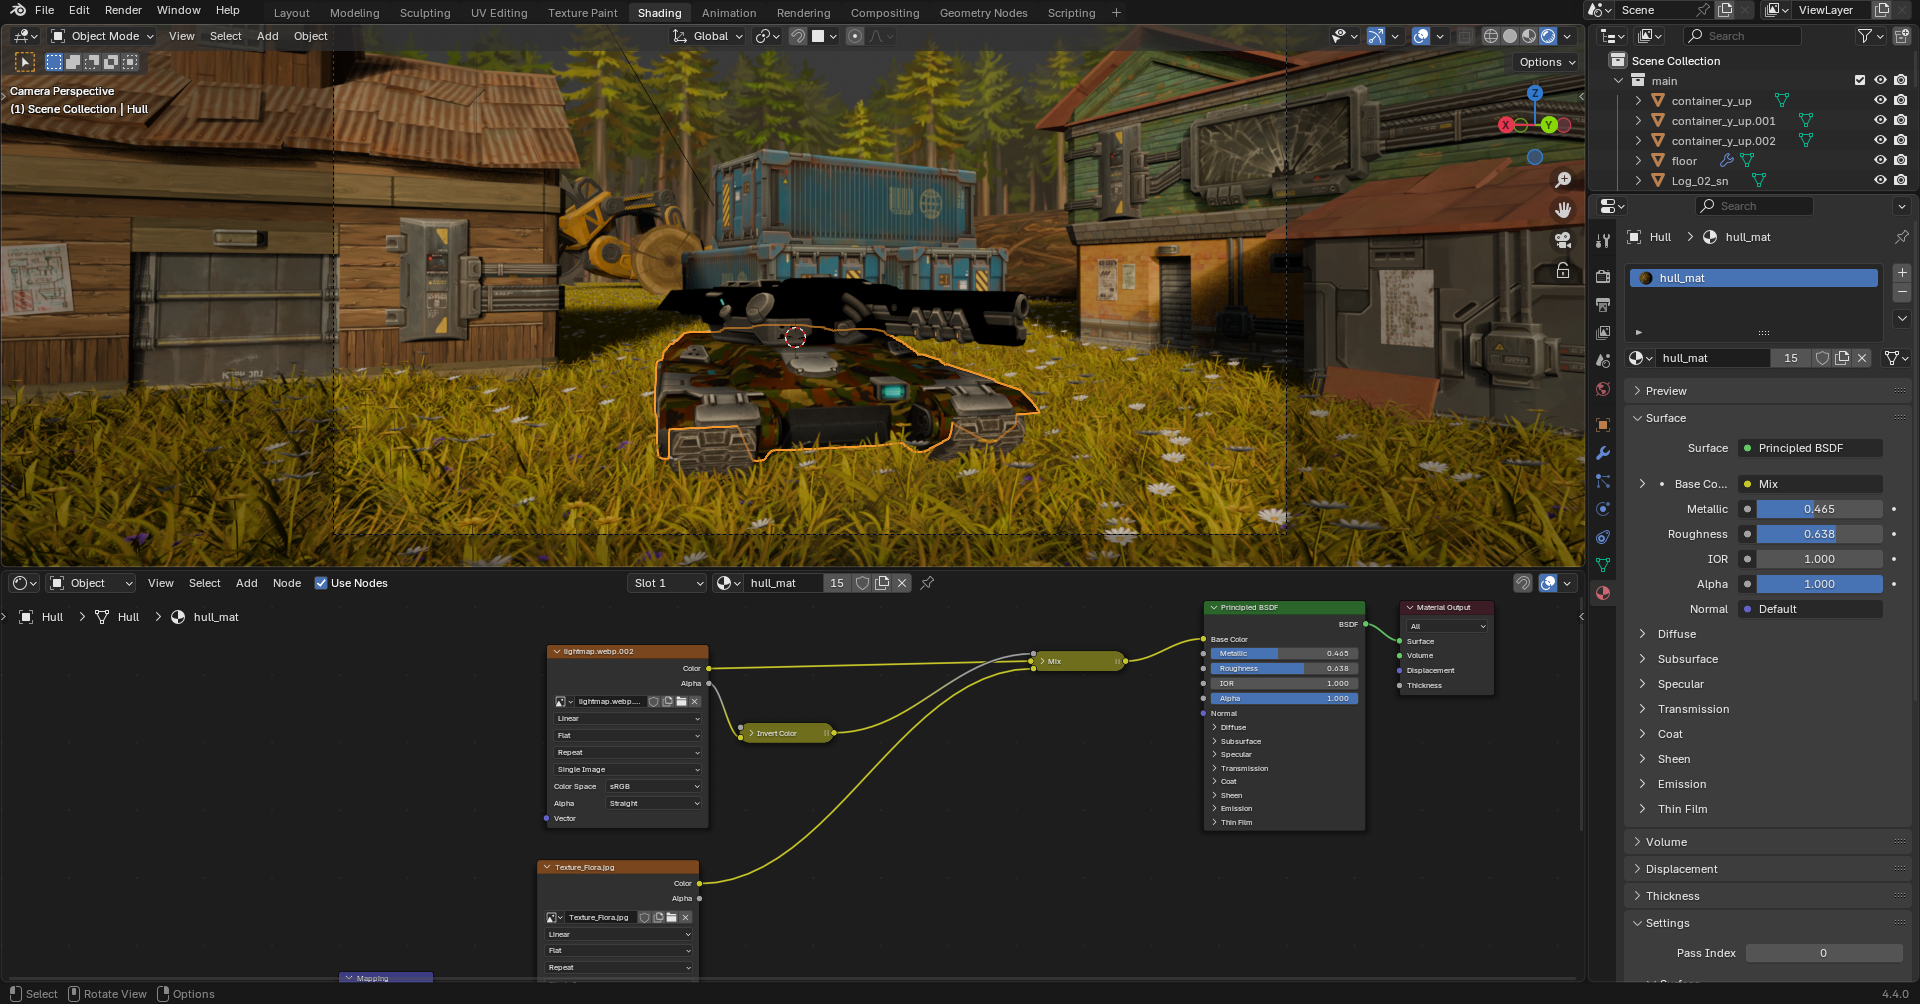 File Edit Render Window Help
Layout Modeling Sculpting UV Editing Texture Paint Shading Animation Rendering Compositing Geometry Nodes Scripting +
Scene
ViewLayer
Object Mode View Select Add Object
Global
Options
Camera Perspective
(1) Scene Collection | Hull
Z
X
Y
Search
Scene Collection
main
container_y_up
container_y_up.001
container_y_up.002
floor
Log_02_sn
Search
Hull > hull_mat
hull_mat
hull_mat 15
Preview
Surface
Surface Principled BSDF
Base Co... Mix
Metallic 0.465
Roughness 0.638
IOR 1.000
Alpha 1.000
Normal Default
Diffuse
Subsurface
Specular
Transmission
Coat
Sheen
Emission
Thin Film
Volume
Displacement
Thickness
Settings
Pass Index 0
Object View Select Add Node Use Nodes
Slot 1
hull_mat 15
Hull > Hull > hull_mat
lightmap.webp.002
Color
Alpha
lightmap.webp....
Linear
Flat
Repeat
Single Image
Color Space sRGB
Alpha Straight
Vector
Invert Color
Mix
Texture_Flora.jpg
Color
Alpha
Texture_Flora.jpg
Linear
Flat
Repeat
Mapping
Principled BSDF
BSDF
Base Color
Metallic 0.465
Roughness 0.638
IOR 1.000
Alpha 1.000
Normal
Diffuse
Subsurface
Specular
Transmission
Coat
Sheen
Emission
Thin Film
Material Output
All
Surface
Volume
Displacement
Thickness
Select Rotate View Options
4.4.0